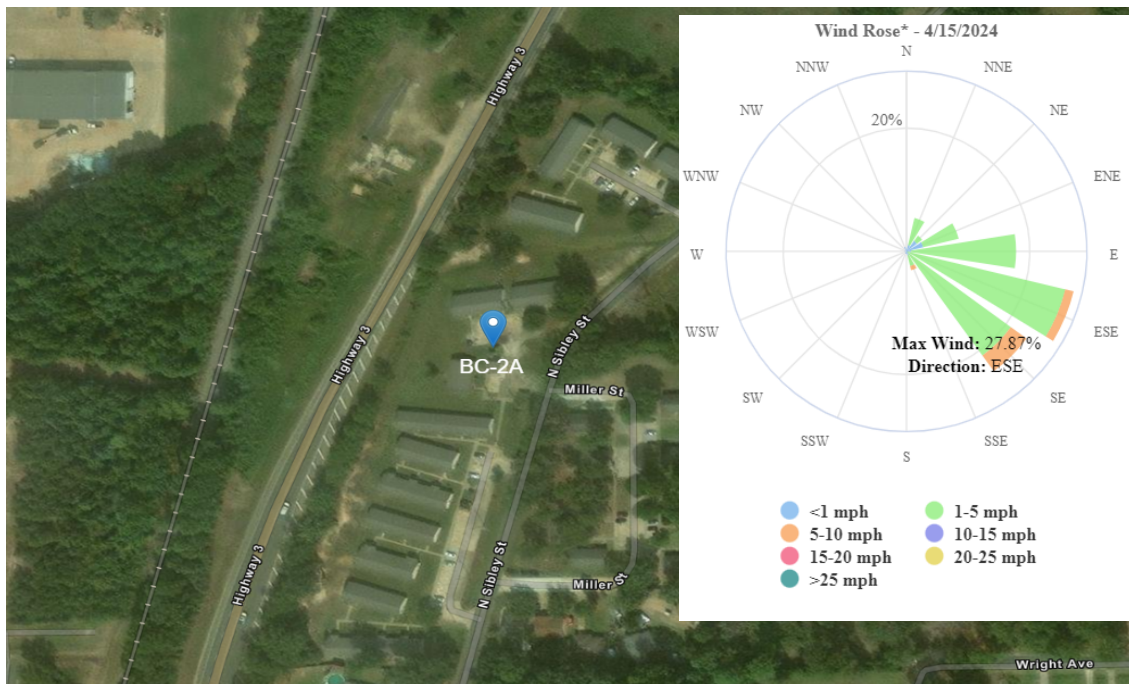 Wind Rose* - 4/15/2024
N
NNW
NNE
NW
NE
20%
WNW
ENE
W
E
WSW
ESE
Max Wind: 27.87%
Direction: ESE
SW
SE
SSW
SSE
S
<1 mph
1-5 mph
5-10 mph
10-15 mph
15-20 mph
20-25 mph
>25 mph
Highway 3
Highway 3
Highway 3
BC-2A
N Sibley St
Miller St
N Sibley St
Miller St
Wright Ave